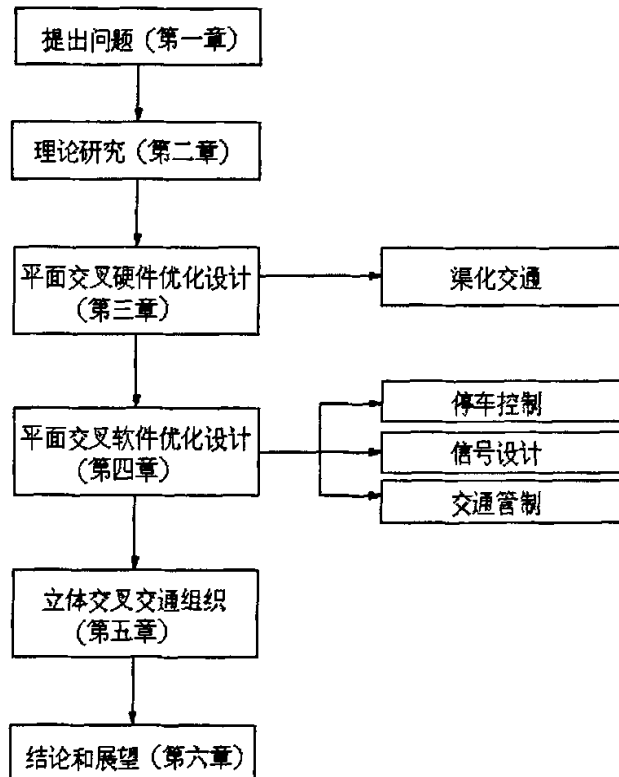 提出问题（第一章）
理论研究（第二章）
平面交叉硬件优化设计
（第三章）
渠化交通
平面交叉软件优化设计
（第四章）
停车控制
信号设计
交通管制
立体交叉交通组织
（第五章）
结论和展望（第六章）